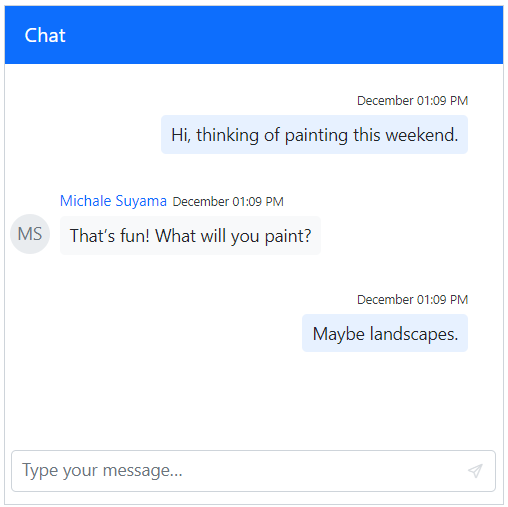 Chat
December 01:09 PM
Hi, thinking of painting this weekend.
Michale Suyama December 01:09 PM
MS
That's fun! What will you paint?
December 01:09 PM
Maybe landscapes.
Type your message...